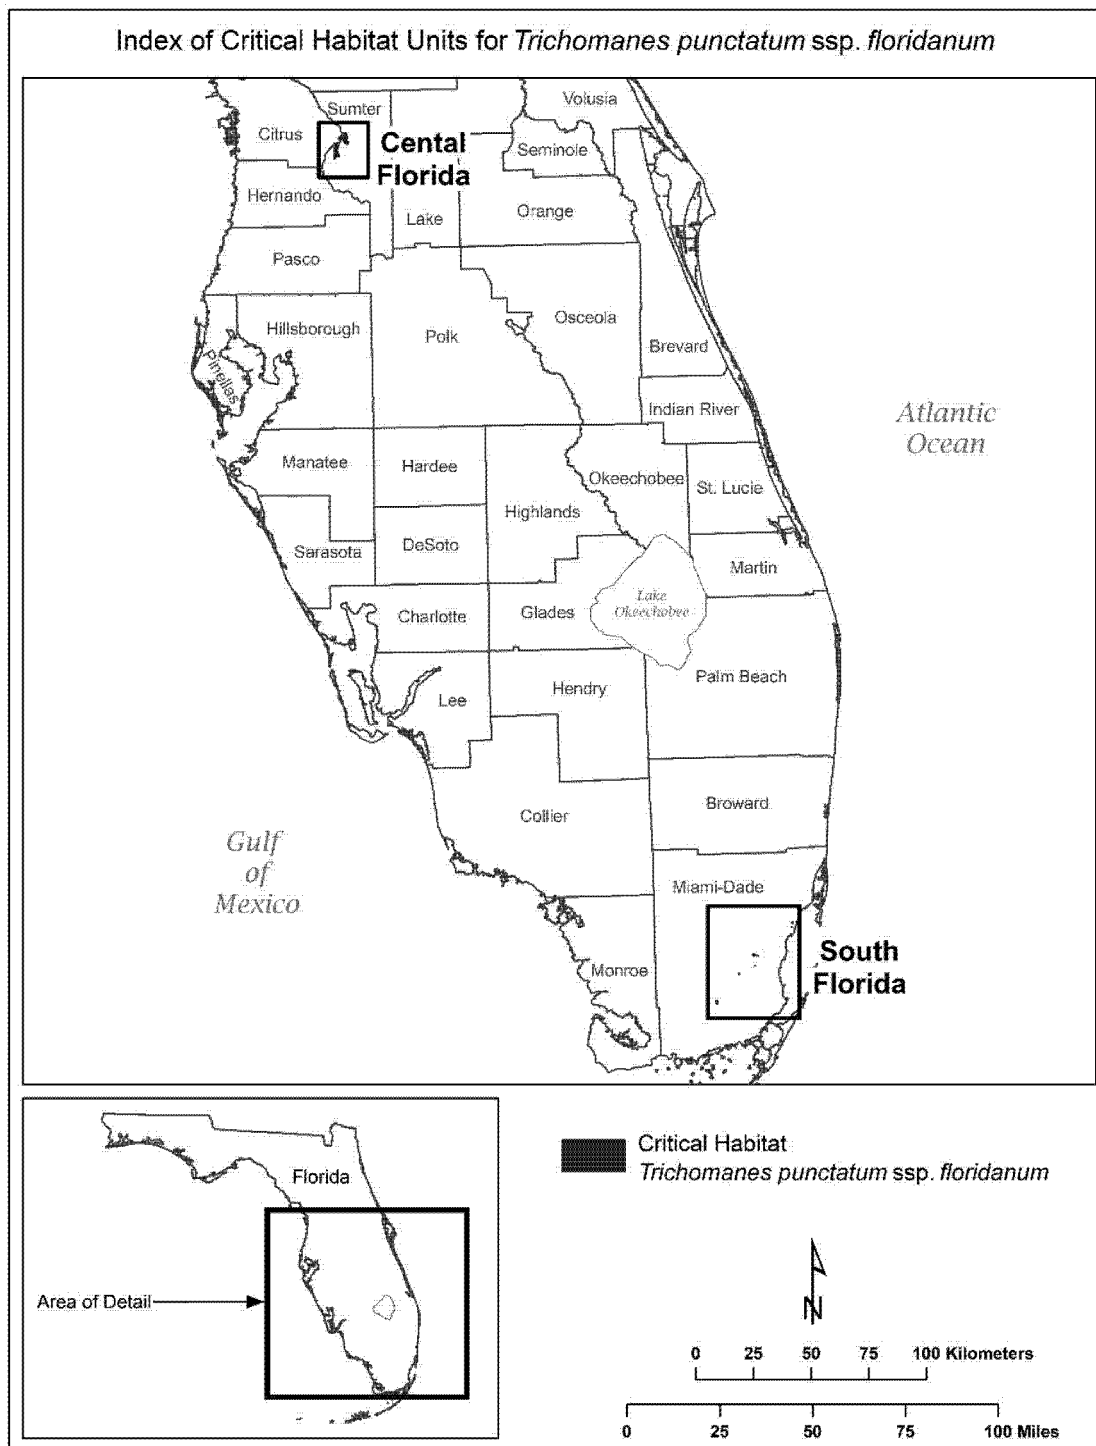 Index of Critical Habitat Units for Trichomanes punctatum ssp. floridanum
Volusia
Sumter
Citrus
Cental
Florida
Seminole
Hernando
Lake
Orange
Pasco
Hillsborough
Polk
Osceola
Brevard
Pinellas
Indian River
Atlantic
Ocean
Manatee
Hardee
Okeechobee
St. Lucie
Highlands
Sarasota
DeSoto
Martin
Lake
Okeechobee
Charlotte
Glades
Palm Beach
Lee
Hendry
Broward
Collier
Gulf
of
Mexico
Miami-Dade
South
Florida
Monroe
Florida
Area of Detail
Critical Habitat
Trichomanes punctatum ssp. floridanum
N
0 25 50 75 100 Kilometers
0 25 50 75 100 Miles